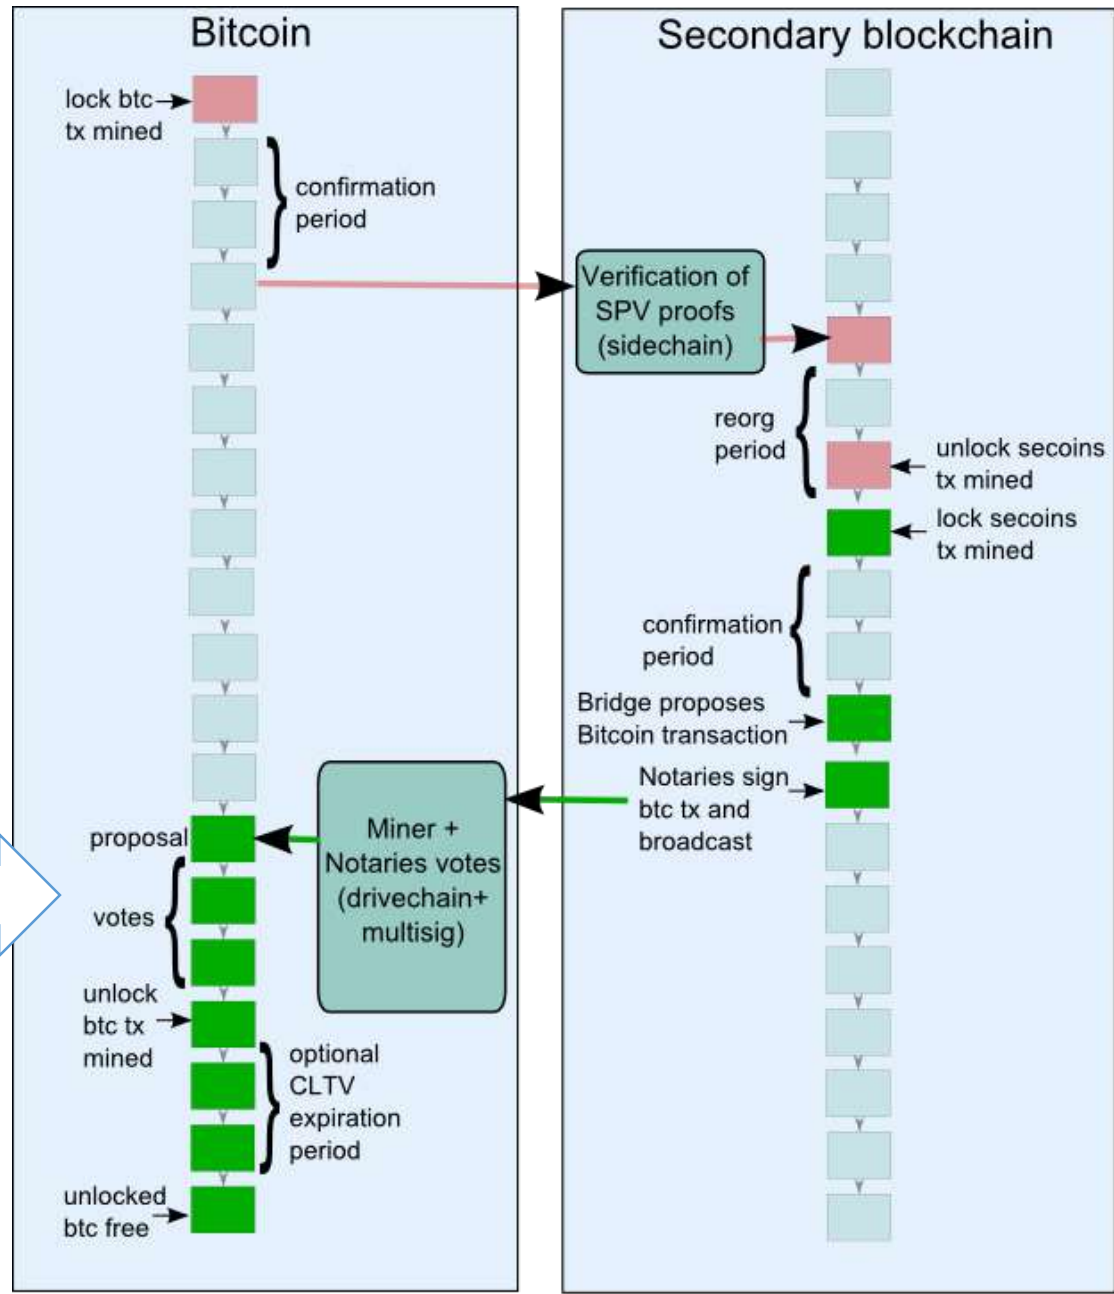 Bitcoin
lock btc
tx mined
confirmation
period
proposal
votes
Miner +
Notaries votes
(drivechain+
multisig)
unlock
btc tx
mined
optional
CLTV
expiration
period
unlocked
btc free
Secondary blockchain
Verification of
SPV proofs
(sidechain)
reorg
period
unlock secoins
tx mined
lock secoins
tx mined
confirmation
period
Bridge proposes
Bitcoin transaction
Notaries sign
btc tx and
broadcast